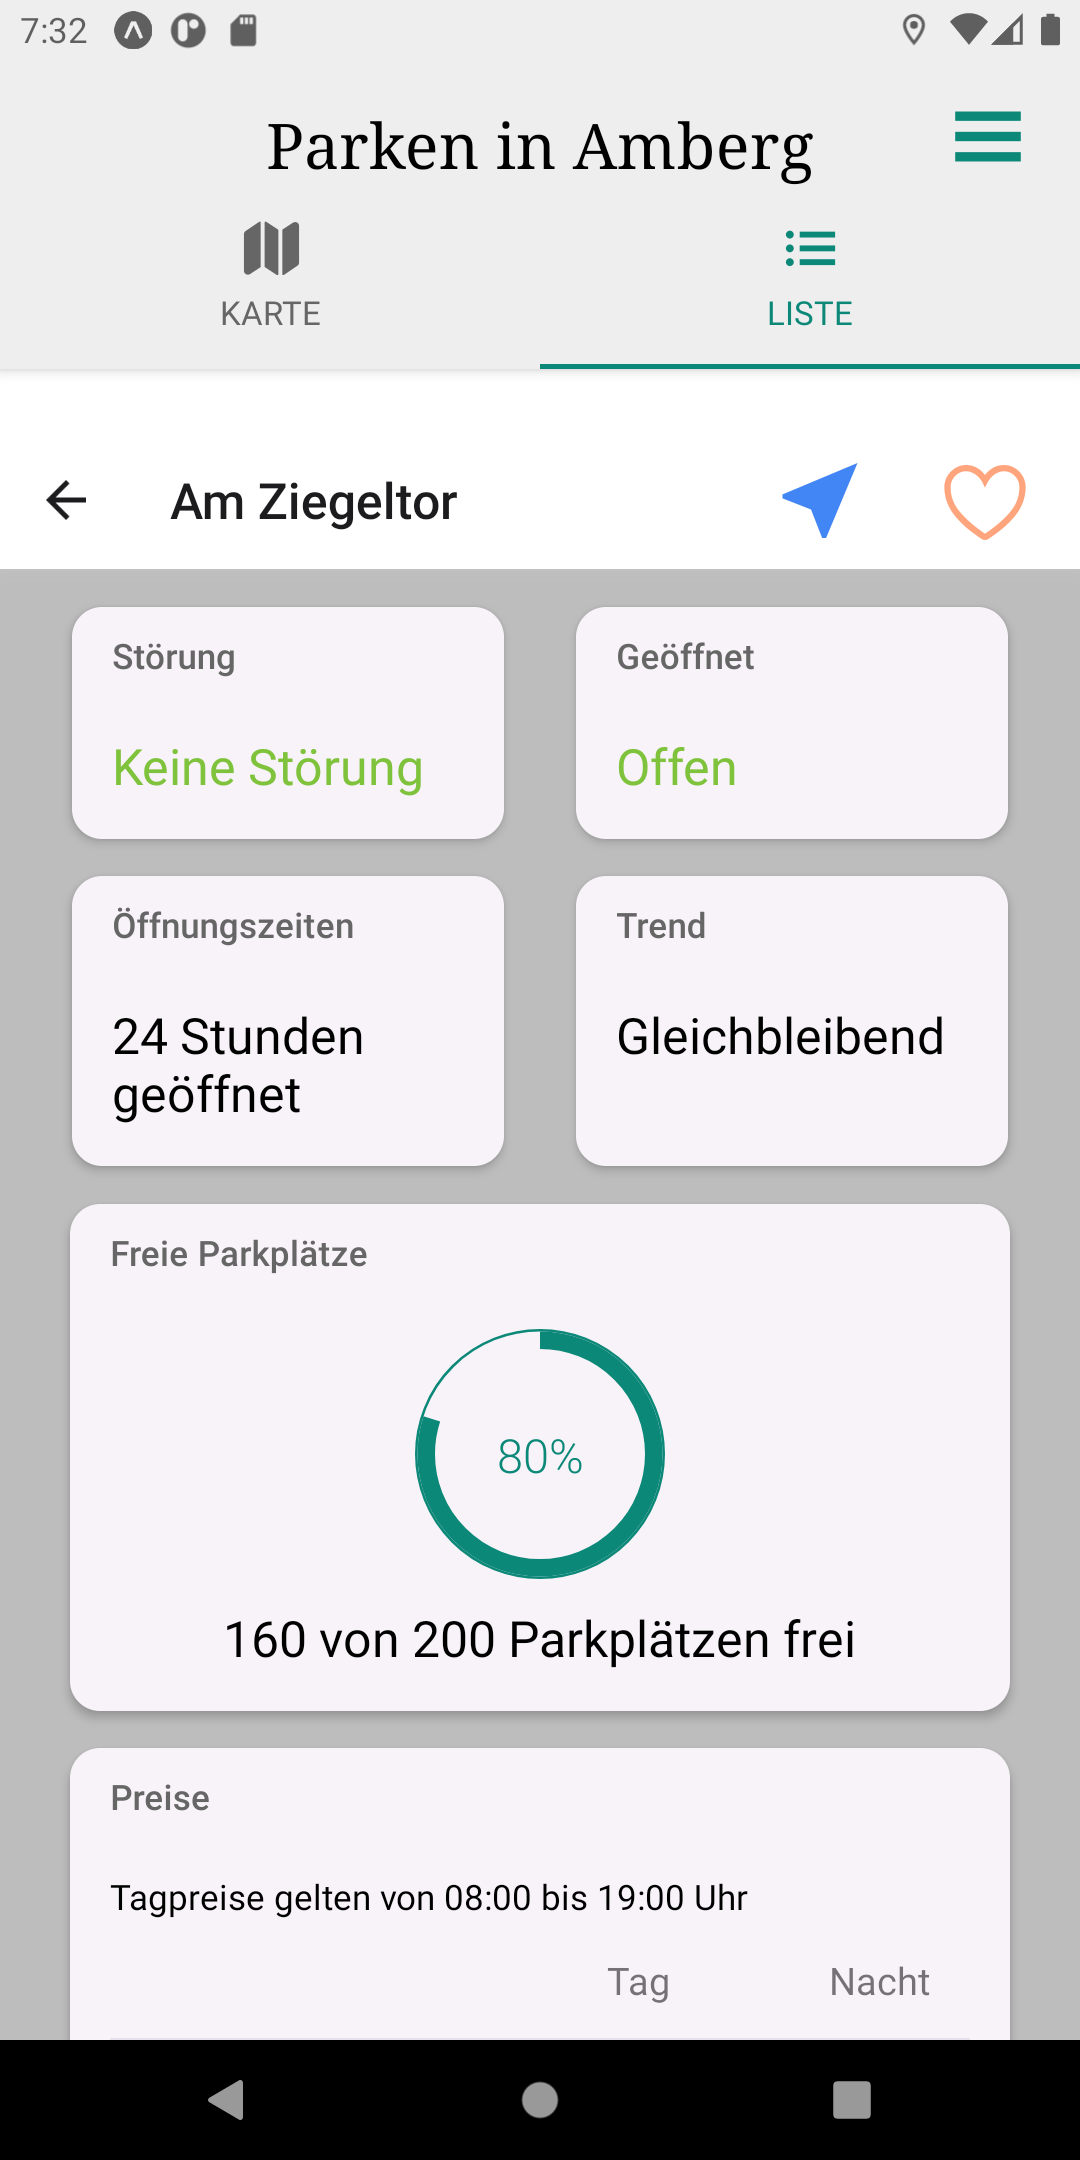 7:32
Parken in Amberg
KARTE
LISTE
Am Ziegeltor
Störung
Keine Störung
Geöffnet
Offen
Öffnungszeiten
24 Stunden
geöffnet
Trend
Gleichbleibend
Freie Parkplätze
80%
160 von 200 Parkplätzen frei
Preise
Tagpreise gelten von 08:00 bis 19:00 Uhr
Tag Nacht